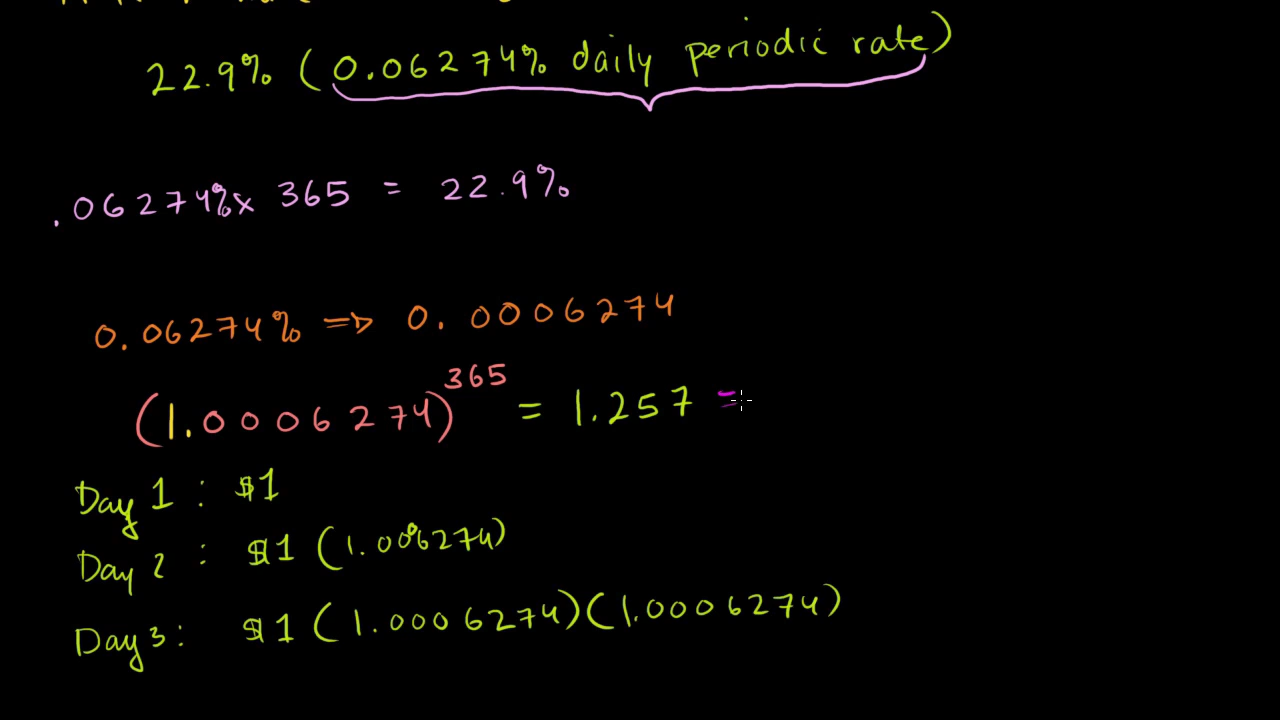 22.9% (0.06274% daily periodic rate)
.06274% x 365 = 22.9%
0.06274% => 0.0006274
(1.0006274)^365 = 1.257 =
Day 1 : $1
Day 2 : $1 (1.0006274)
Day 3 : $1 (1.0006274)(1.0006274)